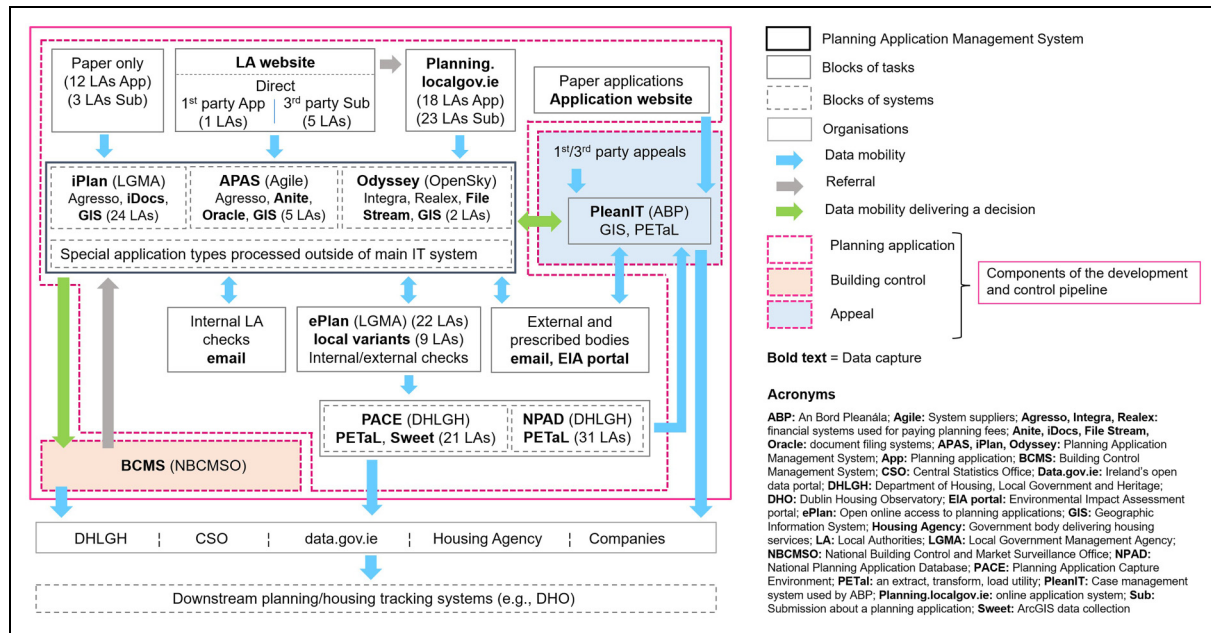 Paper only
(12 LAs App)
(3 LAs Sub)
LA website
Direct
1st party App
(1 LAs)
3rd party Sub
(5 LAs)
Planning.
localgov.ie
(18 LAs App)
(23 LAs Sub)
Paper applications
Application website
iPlan (LGMA)
Agresso, iDocs,
GIS (24 LAs)
APAS (Agile)
Agresso, Anite,
Oracle, GIS (5 LAs)
Odyssey (OpenSky)
Integra, Realex, File
Stream, GIS (2 LAs)
Special application types processed outside of main IT system
1st/3rd party appeals
PleanIT (ABP)
GIS, PETaL
Internal LA
checks
email
ePlan (LGMA) (22 LAs)
local variants (9 LAs)
Internal/external checks
External and
prescribed bodies
email, EIA portal
PACE (DHLGH)
PETaL, Sweet (21 LAs)
NPAD (DHLGH)
PETaL (31 LAs)
BCMS (NBCMSO)
DHLGH ¦ CSO ¦ data.gov.ie ¦ Housing Agency ¦ Companies
Downstream planning/housing tracking systems (e.g., DHO)
Planning Application Management System
Blocks of tasks
Blocks of systems
Organisations
Data mobility
Referral
Data mobility delivering a decision
Planning application
Building control
Appeal
Components of the development
and control pipeline
Bold text = Data capture
Acronyms
ABP: An Bord Pleanála; Agile: System suppliers; Agresso, Integra, Realex:
financial systems used for paying planning fees; Anite, iDocs, File Stream,
Oracle: document filing systems; APAS, iPlan, Odyssey: Planning Application
Management System; App: Planning application; BCMS: Building Control
Management System; CSO: Central Statistics Office; Data.gov.ie: Ireland's open
data portal; DHLGH: Department of Housing, Local Government and Heritage;
DHO: Dublin Housing Observatory; EIA portal: Environmental Impact Assessment
portal; ePlan: Open online access to planning applications; GIS: Geographic
Information System; Housing Agency: Government body delivering housing
services; LA: Local Authorities; LGMA: Local Government Management Agency;
NBCMSO: National Building Control and Market Surveillance Office; NPAD:
National Planning Application Database; PACE: Planning Application Capture
Environment; PETal: an extract, transform, load utility; PleanIT: Case management
system used by ABP; Planning.localgov.ie: online application system; Sub:
Submission about a planning application; Sweet: ArcGIS data collection